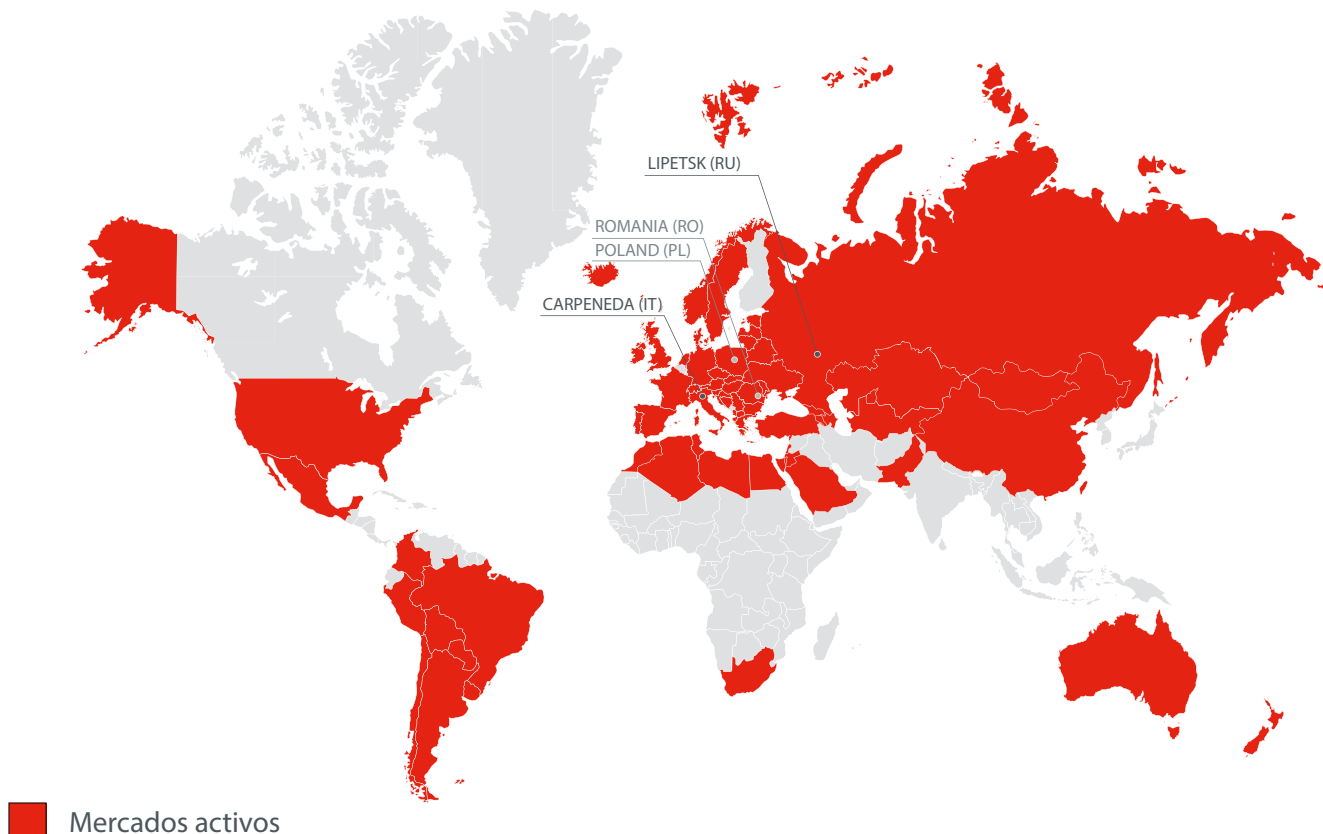 LIPETSK (RU)
ROMANIA (RO)
POLAND (PL)
CARPENEDA (IT)
Mercados activos